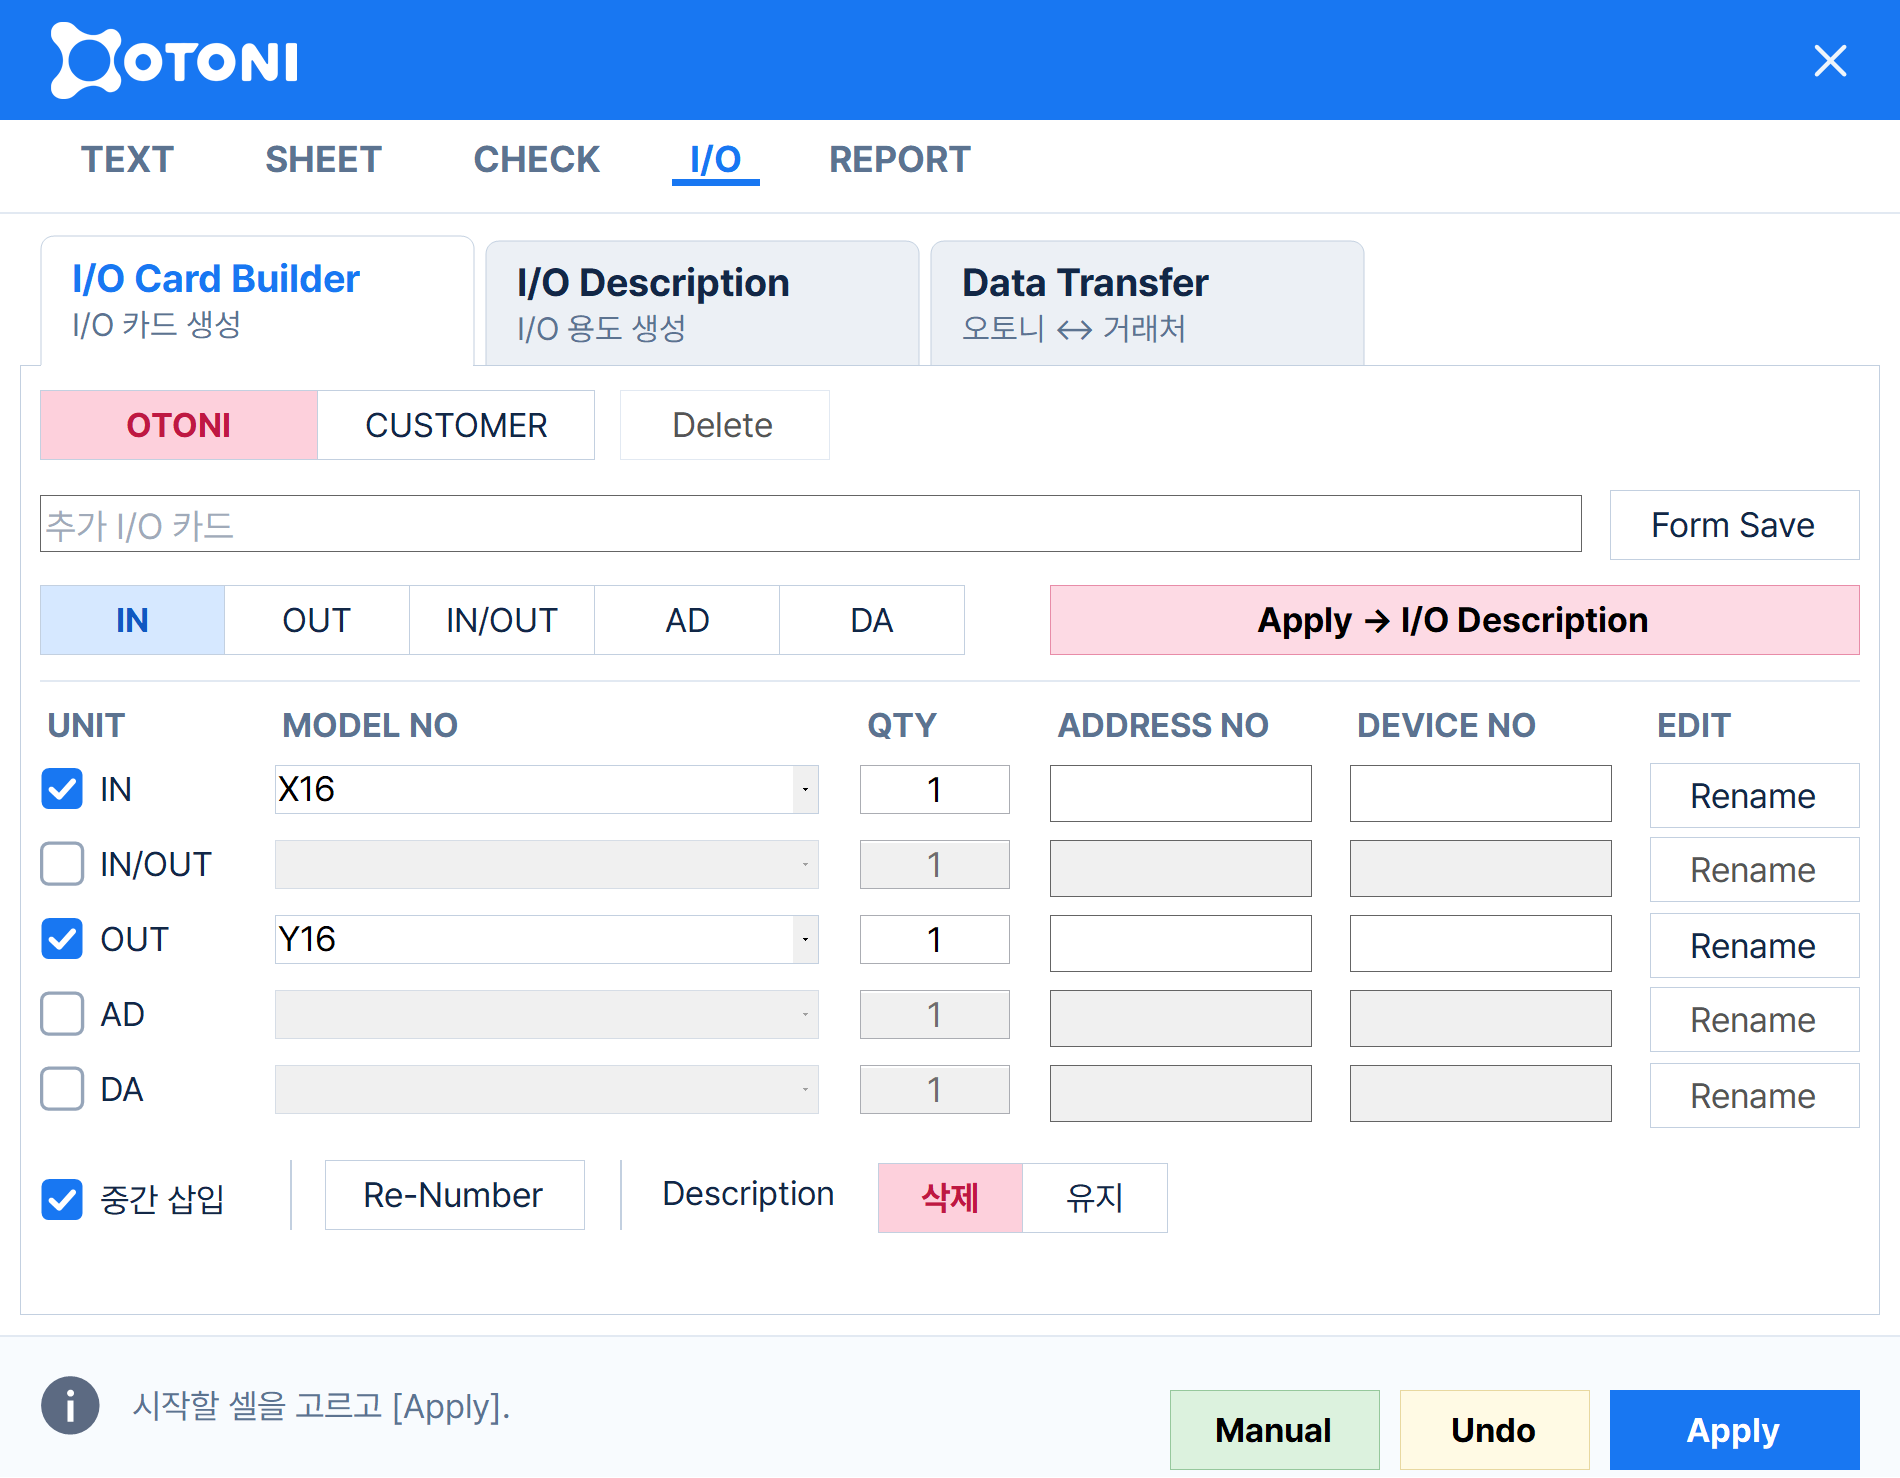 OTONI
TEXT SHEET CHECK I/O REPORT
I/O Card Builder
I/O 카드 생성
I/O Description
I/O 용도 생성
Data Transfer
오토니 ↔ 거래처
OTONI CUSTOMER Delete
추가 I/O 카드 Form Save
IN OUT IN/OUT AD DA Apply → I/O Description
UNIT MODEL NO QTY ADDRESS NO DEVICE NO EDIT
IN X16 1 Rename
IN/OUT 1 Rename
OUT Y16 1 Rename
AD 1 Rename
DA 1 Rename
중간 삽입 Re-Number Description 삭제 유지
시작할 셀을 고르고 [Apply].
Manual Undo Apply